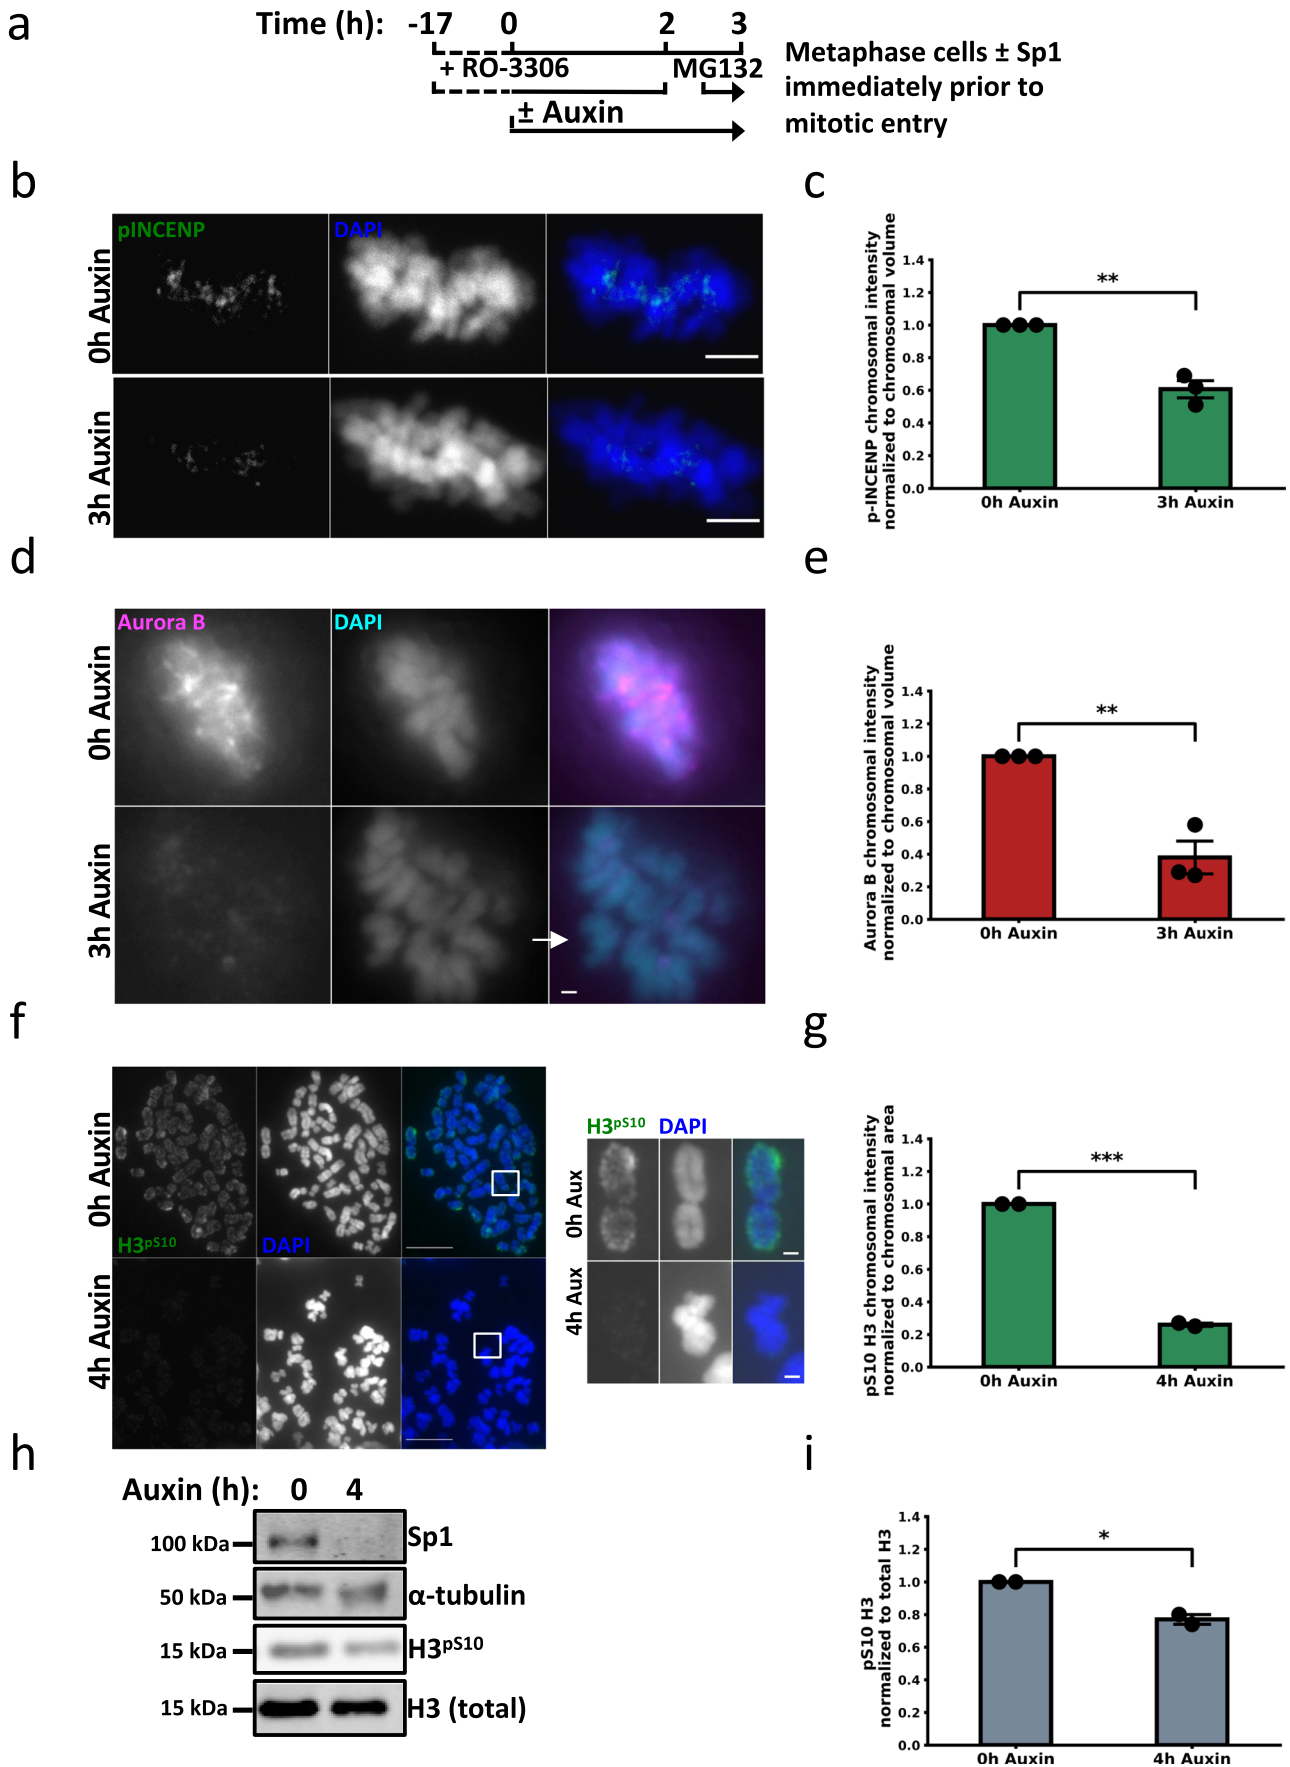 a
Time (h): -17 0 2 3
+ RO-3306 MG132
± Auxin
Metaphase cells ± Sp1
immediately prior to
mitotic entry
b
pINCENP DAPI
0h Auxin
3h Auxin
c
p-INCENP chromosomal intensity
normalized to chromosomal volume
1.4
1.2
1.0
0.8
0.6
0.4
0.2
0.0
**
0h Auxin 3h Auxin
d
Aurora B DAPI
0h Auxin
3h Auxin
e
Aurora B chromosomal intensity
normalized to chromosomal volume
1.4
1.2
1.0
0.8
0.6
0.4
0.2
0.0
**
0h Auxin 3h Auxin
f
0h Auxin
H3pS10 DAPI
4h Auxin
H3pS10 DAPI
0h Aux
4h Aux
g
pS10 H3 chromosomal intensity
normalized to chromosomal area
1.4
1.2
1.0
0.8
0.6
0.4
0.2
0.0
***
0h Auxin 4h Auxin
h
Auxin (h): 0 4
100 kDa Sp1
50 kDa α-tubulin
15 kDa H3pS10
15 kDa H3 (total)
i
pS10 H3
normalized to total H3
1.4
1.2
1.0
0.8
0.6
0.4
0.2
0.0
*
0h Auxin 4h Auxin